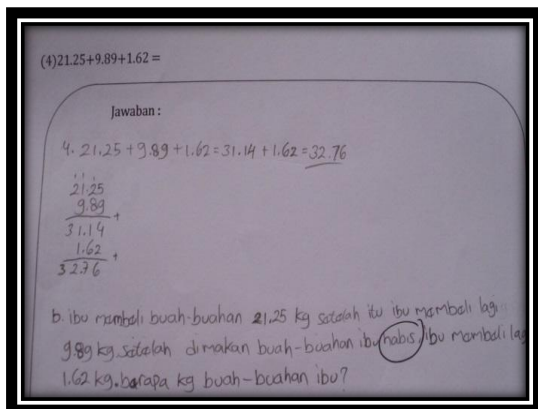 (4)21.25+9.89+1.62 =
Jawaban :
4. 21.25 + 9.89 + 1.62 = 31.14 + 1.62 = 32.76
21.25
9.89 +
31.14
1.62 +
32.76
b. ibu membeli buah-buahan 21.25 kg setelah itu ibu membeli lagi
9.89 kg. setelah dimakan buah-buahan ibu habis, ibu membeli lag
1.62 kg. berapa kg buah-buahan ibu?